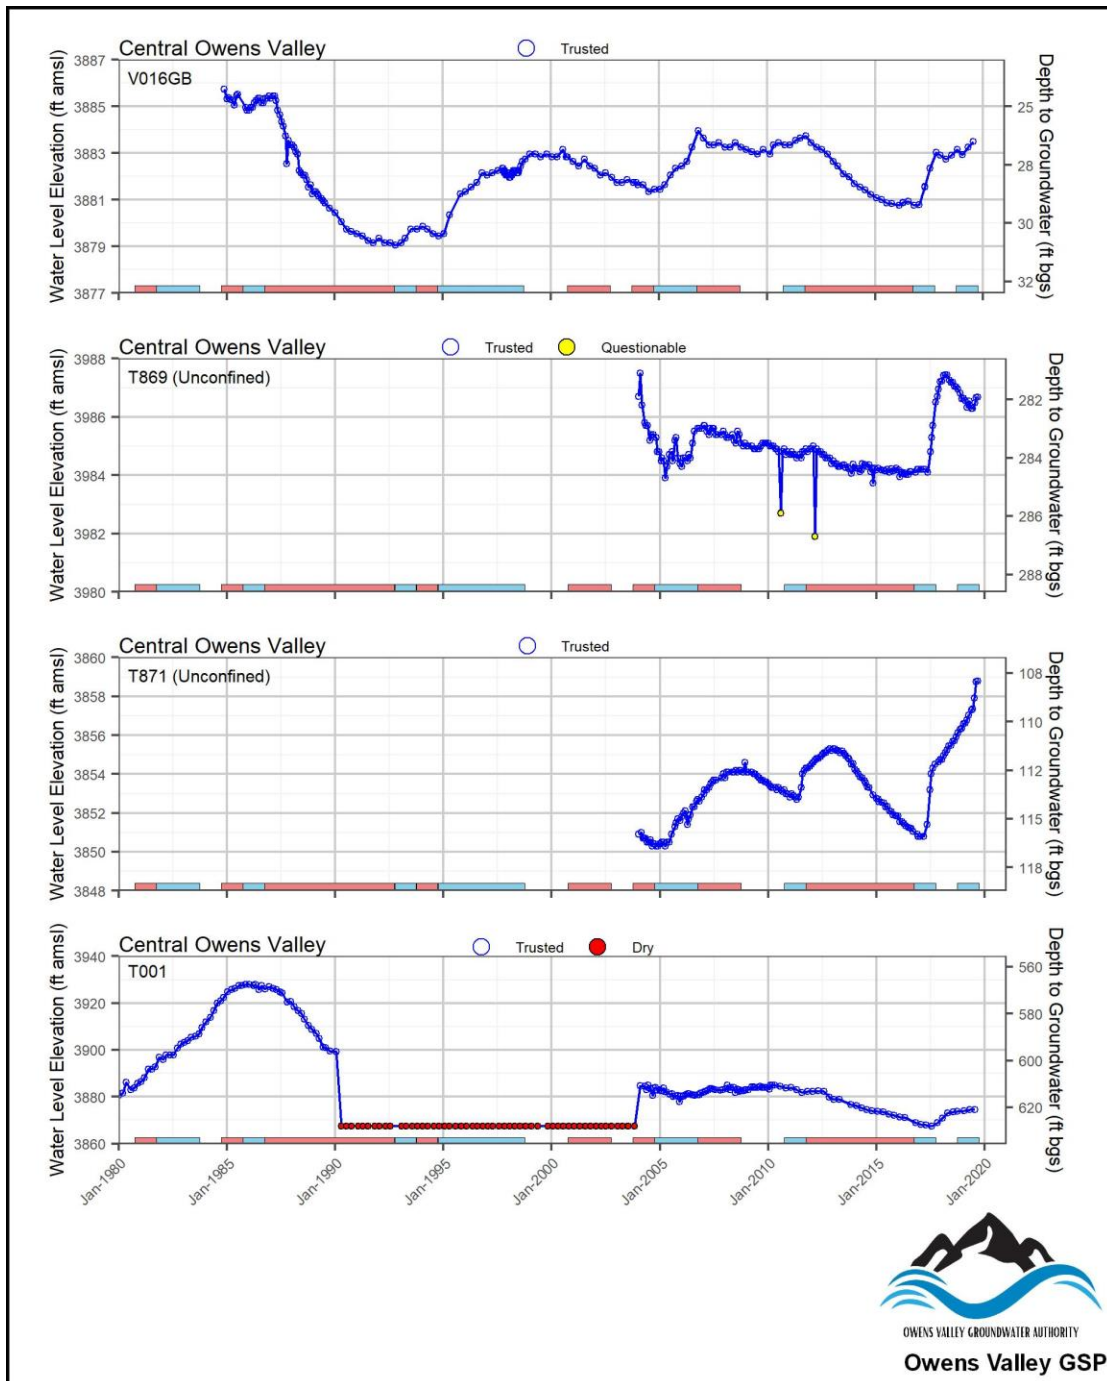 Central Owens Valley
Trusted
V016GB
Water Level Elevation (ft amsl)
3887
3885
3883
3881
3879
3877
25
28
30
32
Depth to Groundwater (ft bgs)
Central Owens Valley
Trusted Questionable
T869 (Unconfined)
Water Level Elevation (ft amsl)
3988
3986
3984
3982
3980
282
284
286
288
Depth to Groundwater (ft bgs)
Central Owens Valley
Trusted
T871 (Unconfined)
Water Level Elevation (ft amsl)
3860
3858
3856
3854
3852
3850
3848
108
110
112
115
118
Depth to Groundwater (ft bgs)
Central Owens Valley
Trusted Dry
T001
Water Level Elevation (ft amsl)
3940
3920
3900
3880
3860
560
580
600
620
Depth to Groundwater (ft bgs)
Jan-1980 Jan-1985 Jan-1990 Jan-1995 Jan-2000 Jan-2005 Jan-2010 Jan-2015 Jan-2020
OWENS VALLEY GROUNDWATER AUTHORITY
Owens Valley GSP